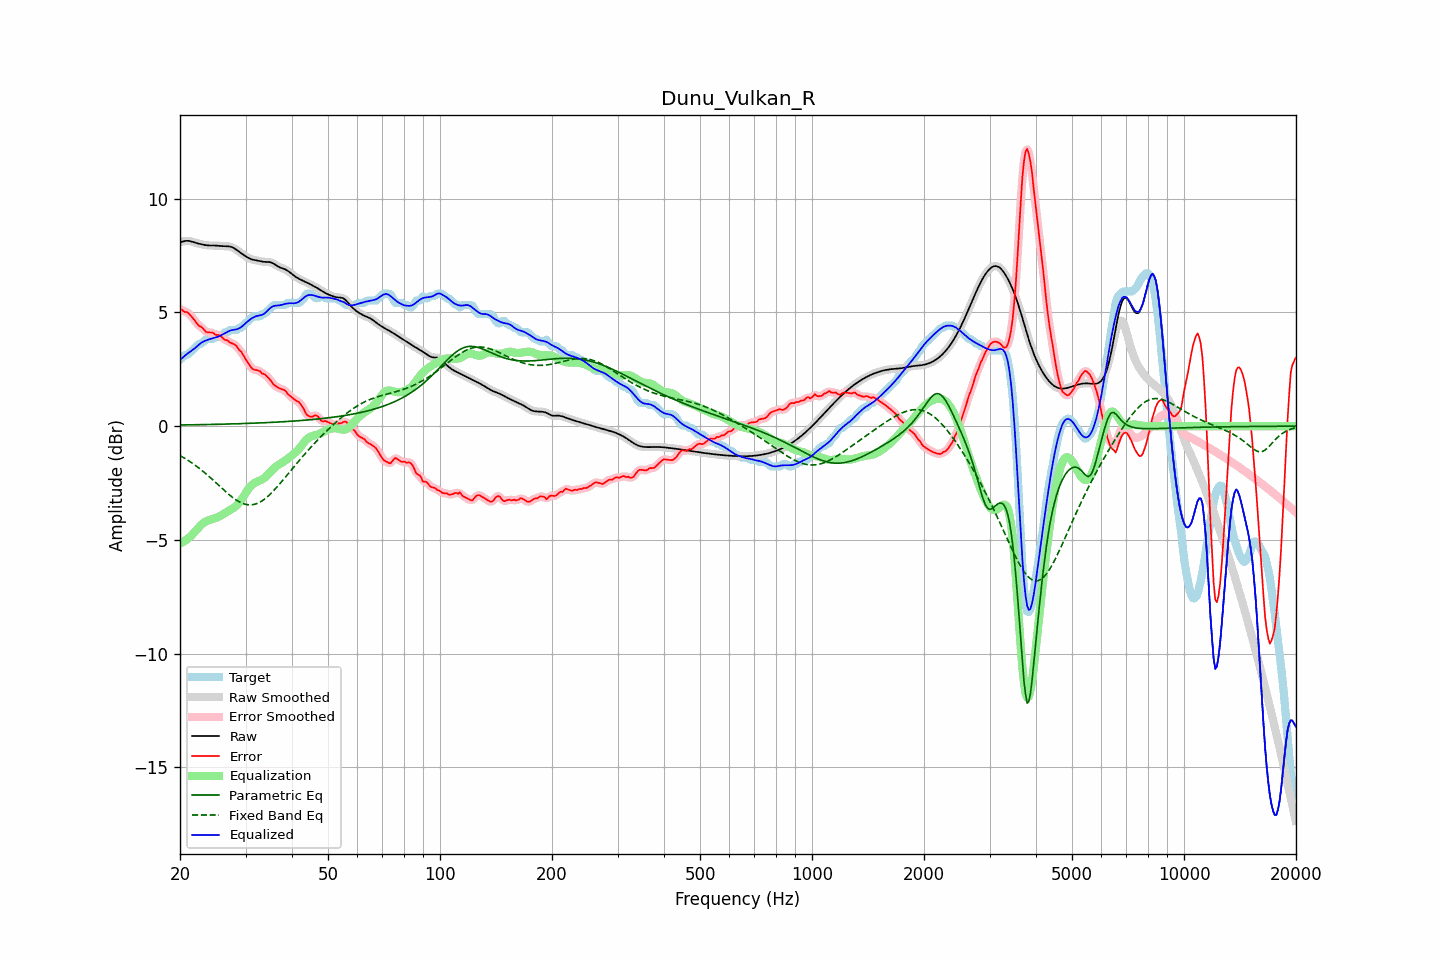 Dunu_Vulkan_R
Amplitude (dBr)
10
5
0
−5
−10
−15
Target
Raw Smoothed
Error Smoothed
Raw
Error
Equalization
Parametric Eq
Fixed Band Eq
Equalized
20 50 100 200 500 1000 2000 5000 10000 20000
Frequency (Hz)